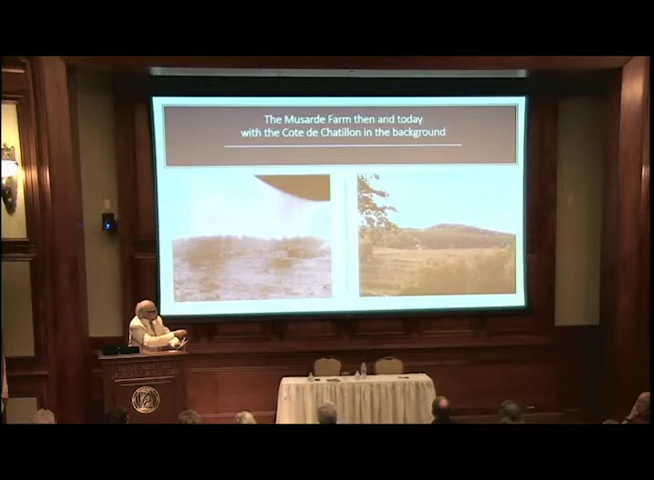 The Musarde Farm then and today
with the Cote de Chatillon in the background